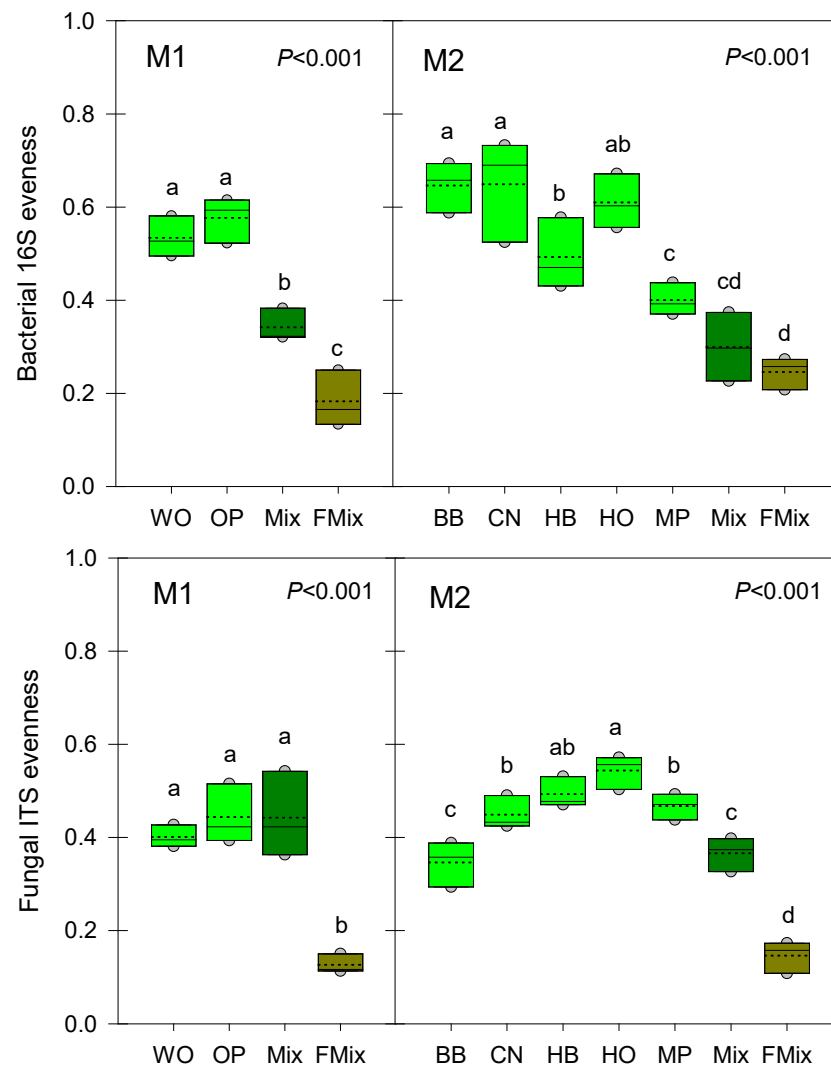 1.0
M1
P<0.001
M2
P<0.001
0.8
a
a
ab
a
a
b
0.6
c
b
cd
0.4
c
d
0.2
0.0
Bacterial 16S eveness
WO OP Mix FMix BB CN HB HO MP Mix FMix
1.0
M1
P<0.001
M2
P<0.001
0.8
a
a
a
0.6
a
ab
b
b
c
c
0.4
b
d
0.2
0.0
Fungal ITS evenness
WO OP Mix FMix BB CN HB HO MP Mix FMix